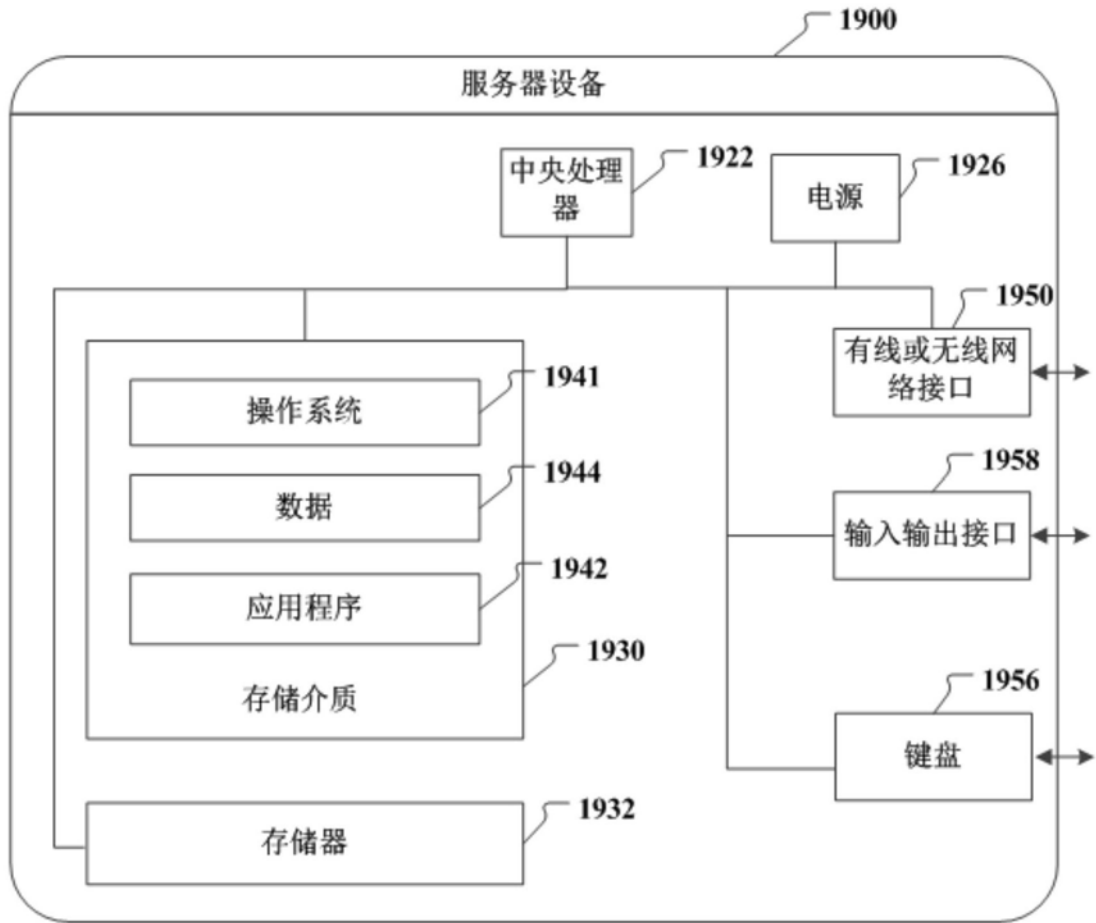 1900
服务器设备
中央处理
器
1922
电源
1926
1950
有线或无线网
络接口
1941
操作系统
1944
数据
1958
输入输出接口
1942
应用程序
1930
存储介质
1956
键盘
1932
存储器